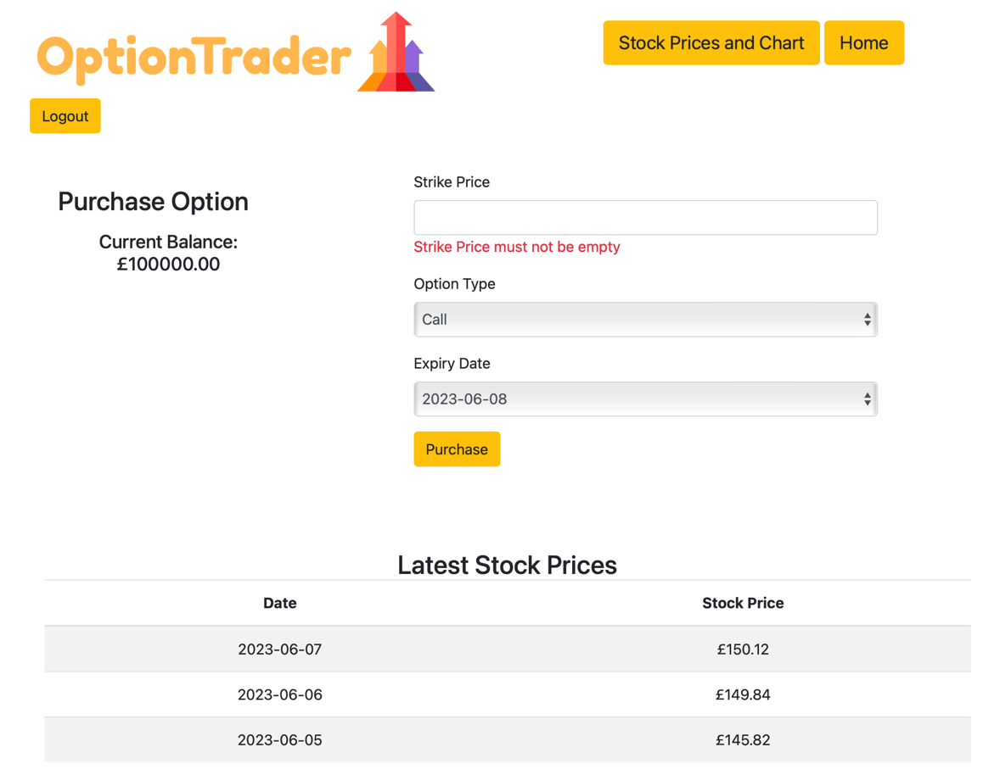 OptionTrader
Stock Prices and Chart
Home
Logout
Purchase Option
Current Balance:
£100000.00
Strike Price
Strike Price must not be empty
Option Type
Call
Expiry Date
2023-06-08
Purchase
Latest Stock Prices
Date Stock Price
2023-06-07 £150.12
2023-06-06 £149.84
2023-06-05 £145.82